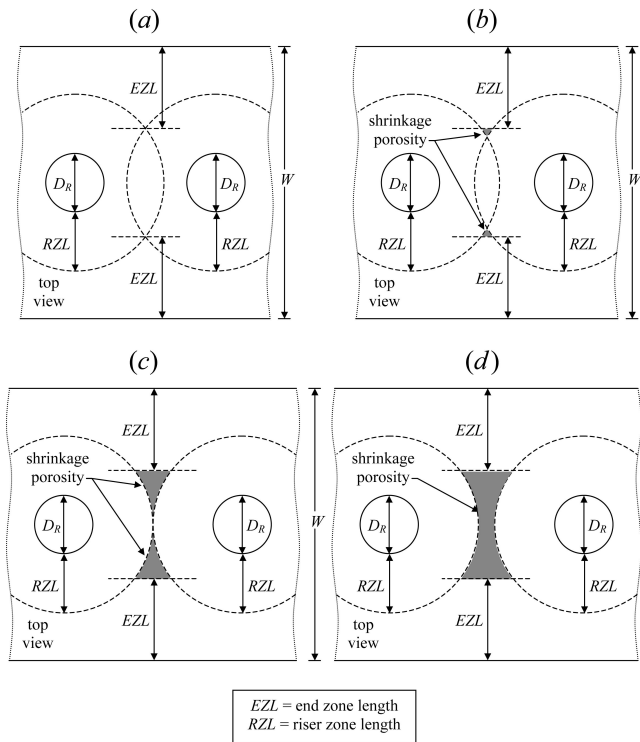 (a)
(b)
EZL
EZL
shrinkage
porosity
W
W
D_R
D_R
D_R
D_R
RZL
RZL
RZL
RZL
EZL
EZL
top
view
top
view
(c)
(d)
EZL
EZL
shrinkage
porosity
shrinkage
porosity
W
D_R
D_R
D_R
D_R
RZL
RZL
RZL
RZL
EZL
EZL
top
view
top
view
EZL = end zone length
RZL = riser zone length